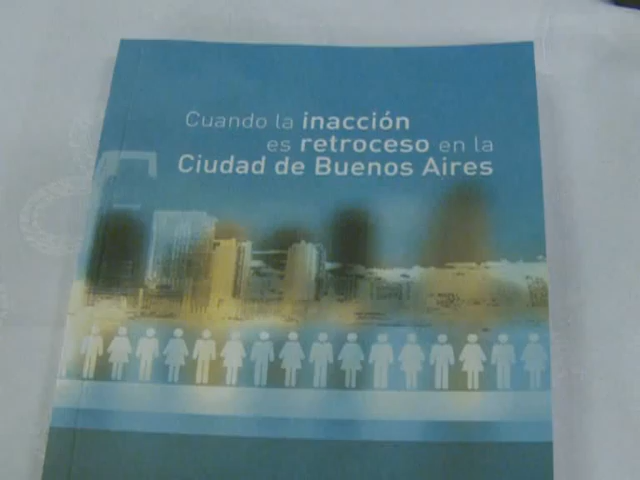 Cuando la inacción
es retroceso en la
Ciudad de Buenos Aires